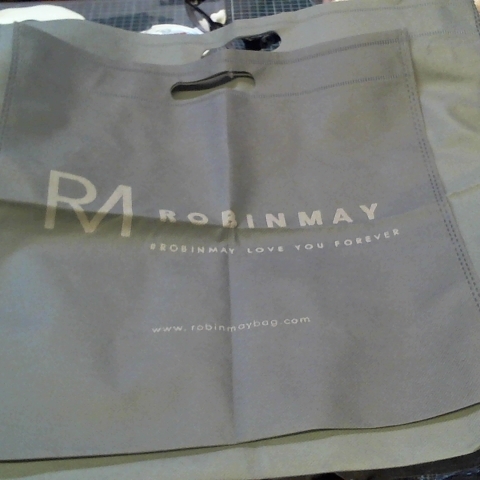 RM ROBINMAY
@ROBINMAY LOVE YOU FOREVER
www.robinmaybag.com